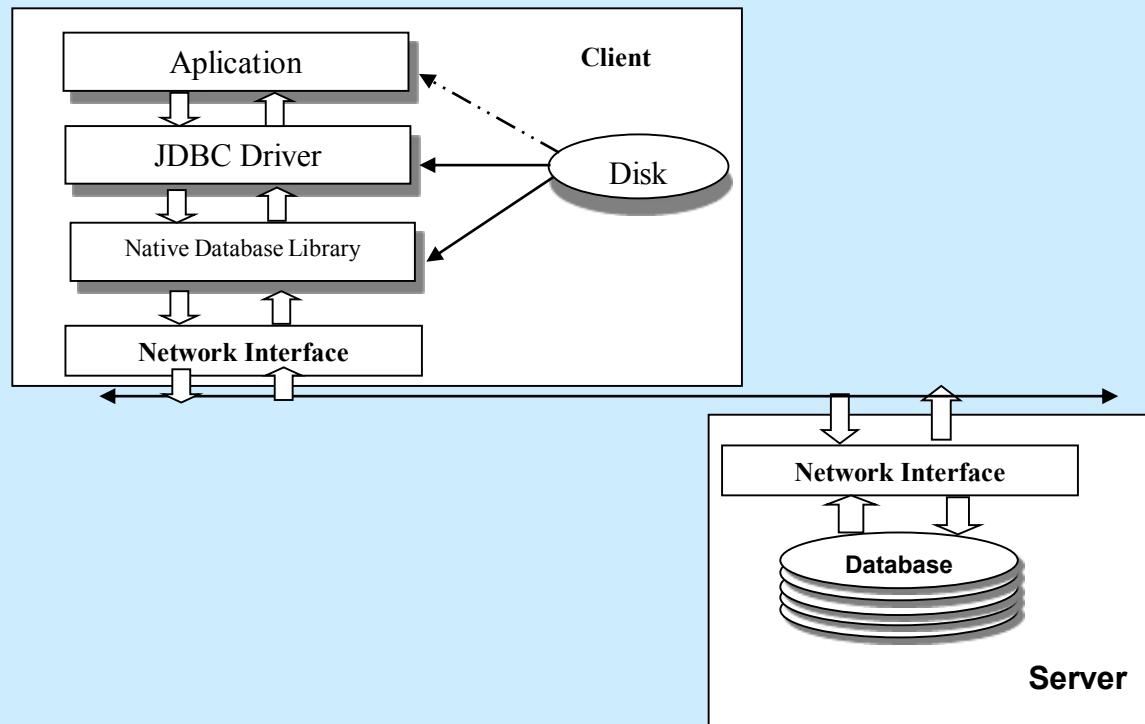 Aplication
Client
JDBC Driver
Disk
Native Database Library
Network Interface
Network Interface
Database
Server